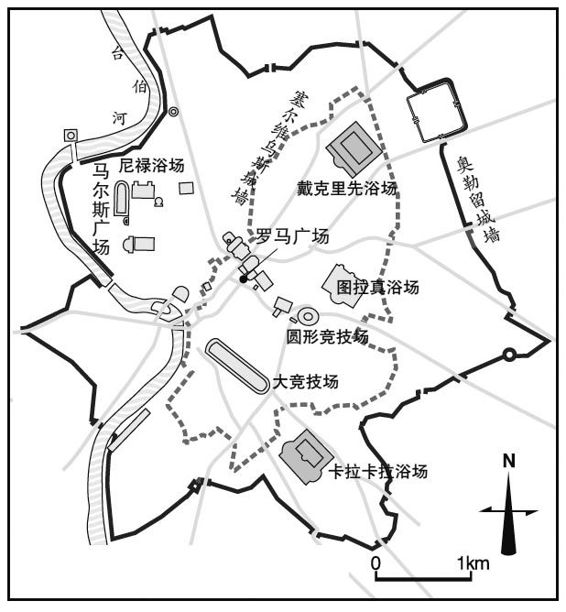 台伯河
塞尔维乌斯城墙
奥勒留城墙
尼禄浴场
马尔斯广场
戴克里先浴场
罗马广场
图拉真浴场
圆形竞技场
大竞技场
卡拉卡拉浴场
N
0 1km